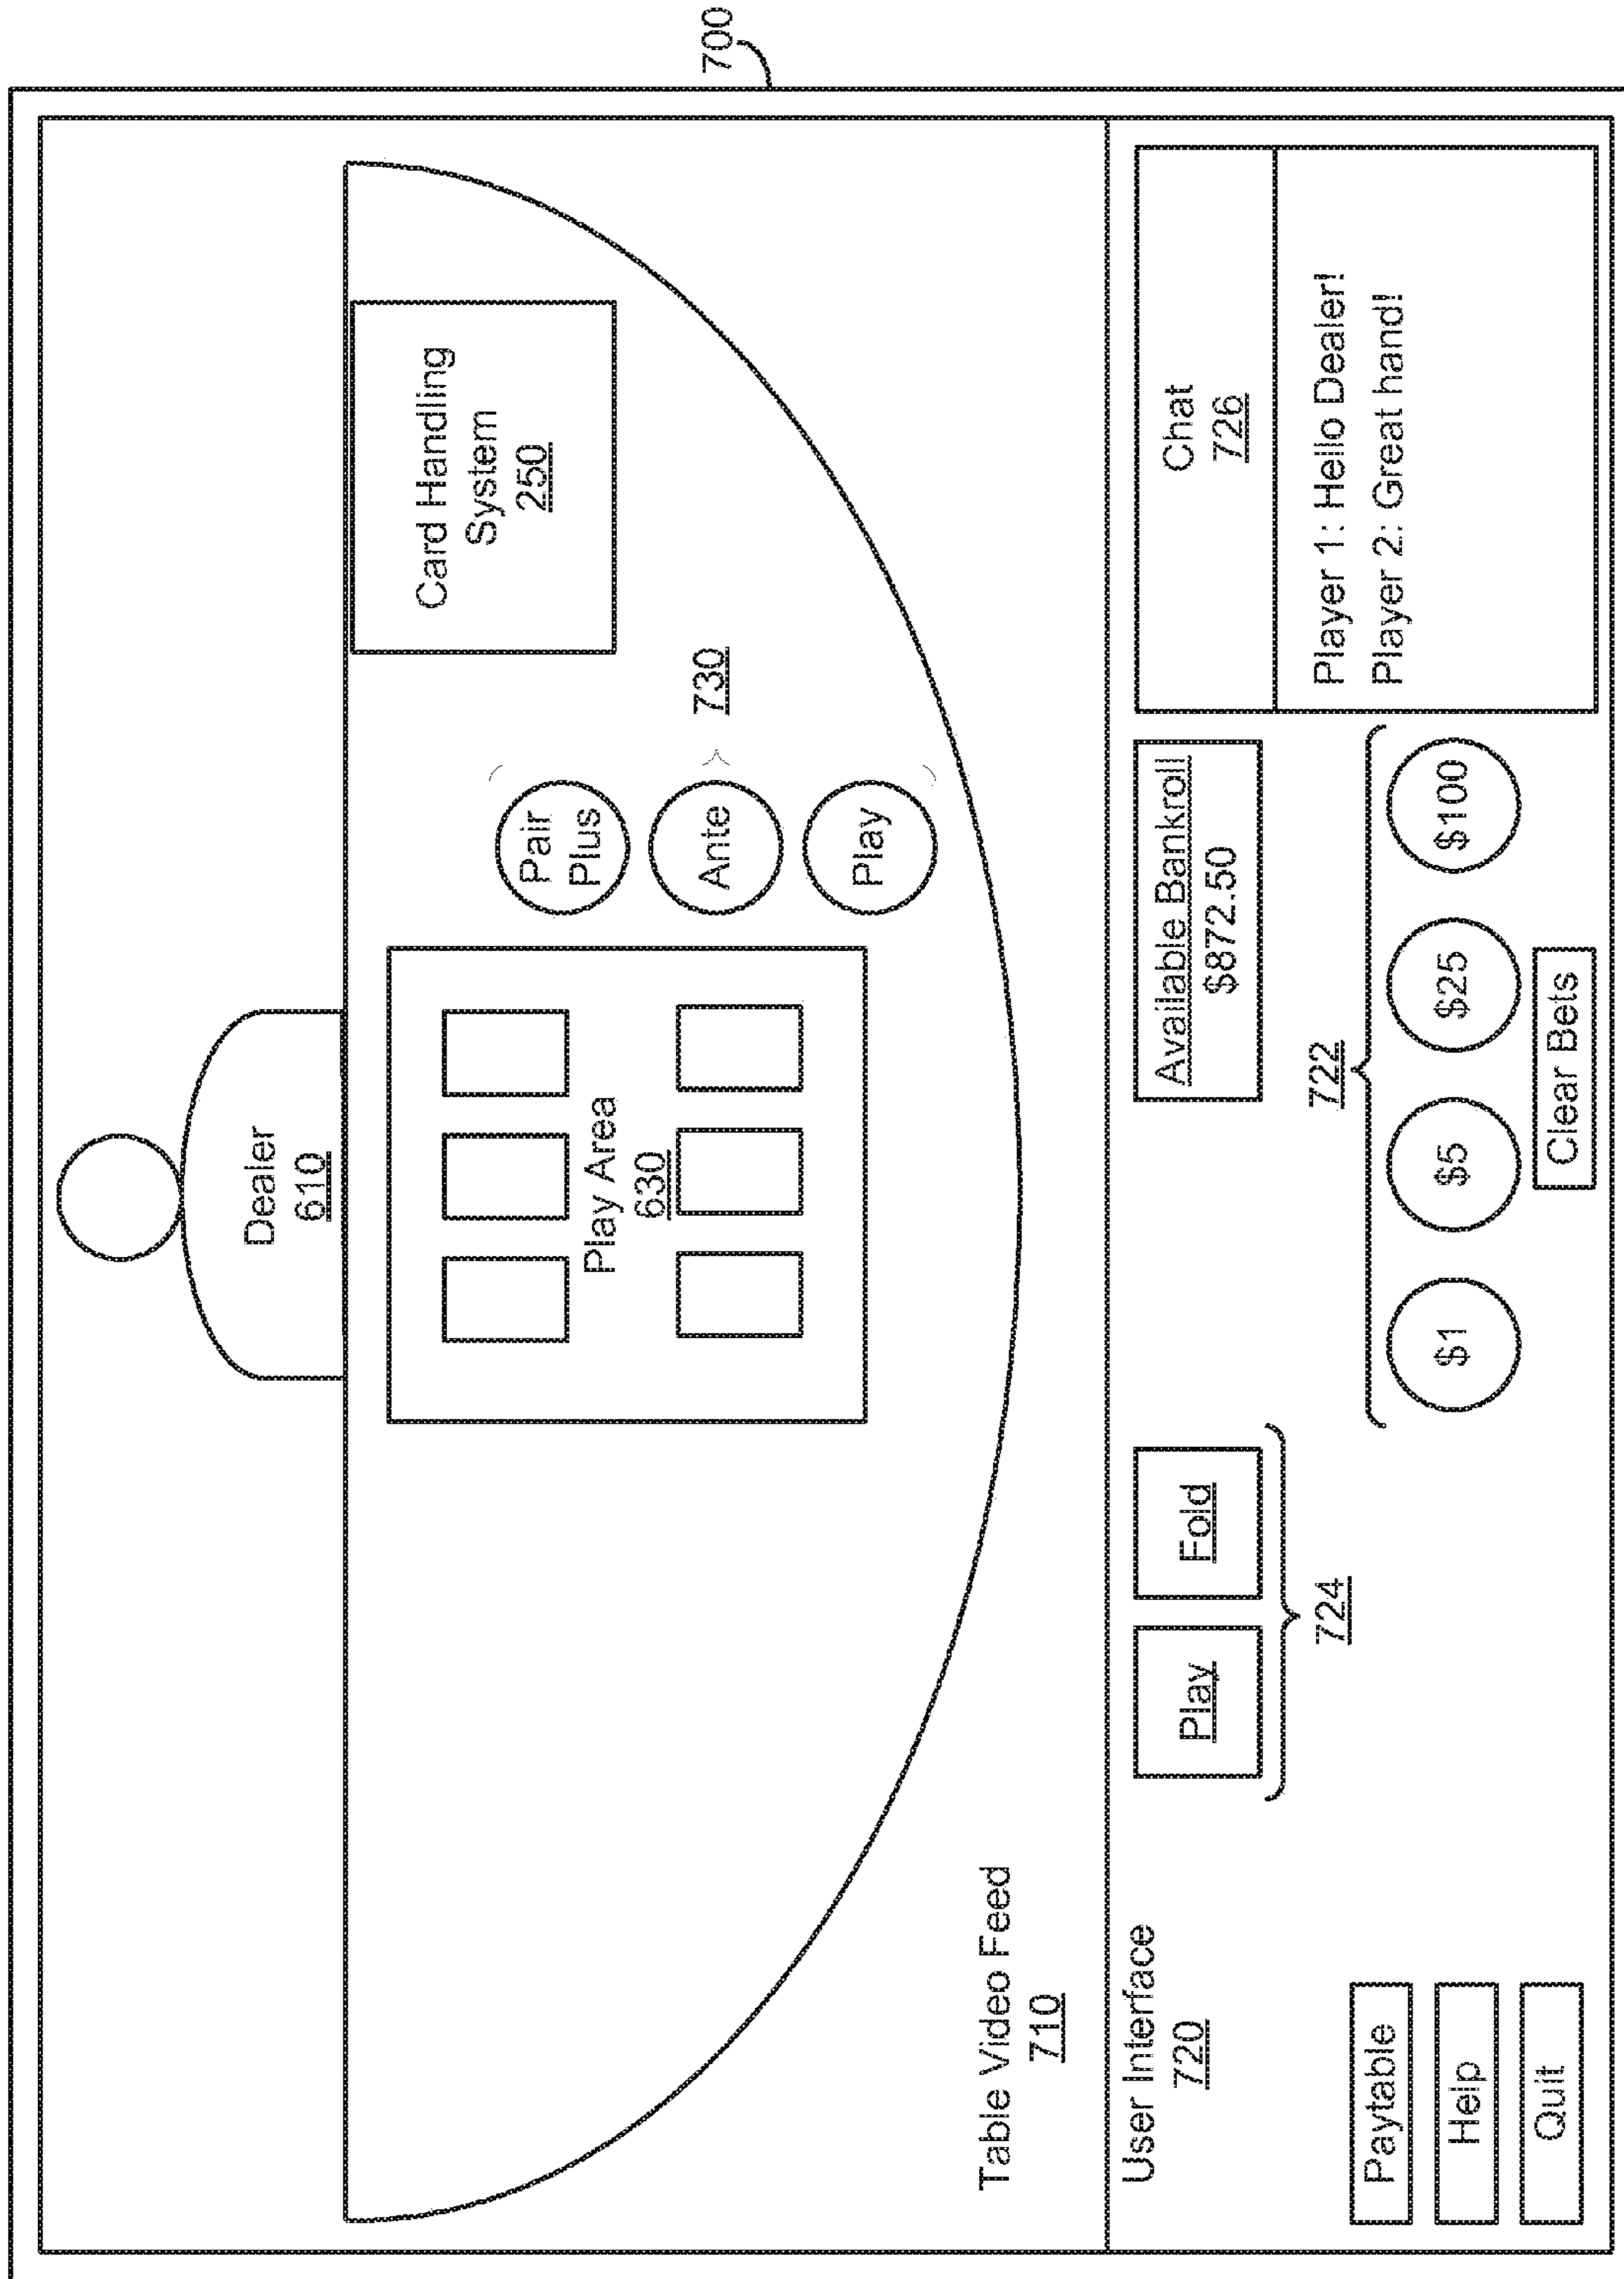 700
Dealer
610
Card Handling
System
250
Play Area
630
Pair
Plus
Ante
Play
730
Table Video Feed
710
User Interface
720
Play
Fold
724
Available Bankroll
$872.50
722
$1
$5
$25
$100
Clear Bets
Chat
726
Player 1: Hello Dealer!
Player 2: Great hand!
Paytable
Help
Quit